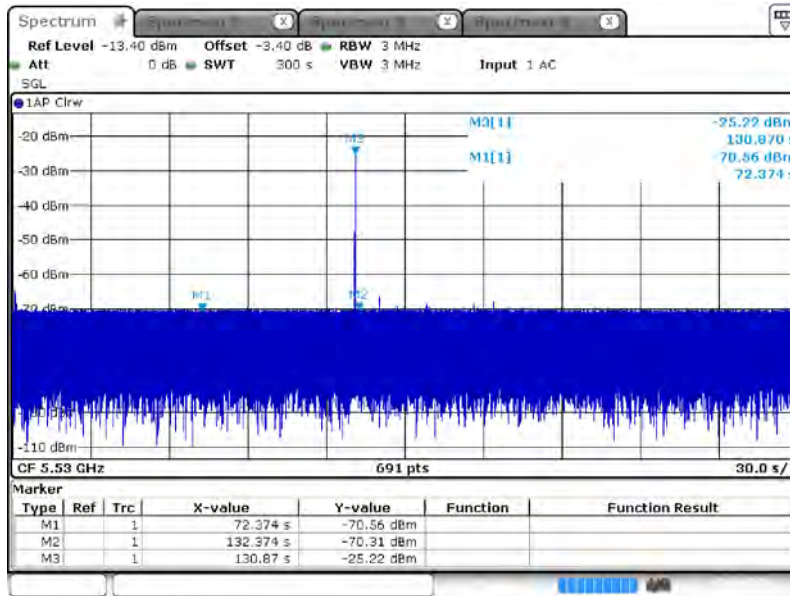 Spectrum
Ref Level -13.40 dBm Offset -3.40 dB RBW 3 MHz
Att 0 dB SWT 300 s VBW 3 MHz Input 1 AC
SGL
1AP Clrw
M3[1] -25.22 dBm
130.870 s
M1[1] -70.56 dBm
72.374 s
-20 dBm
M3
-30 dBm
-40 dBm
-50 dBm
-60 dBm
M1 M2
-70 dBm
-110 dBm
CF 5.53 GHz 691 pts 30.0 s/
Marker
Type Ref Trc X-value Y-value Function Function Result
M1 1 72.374 s -70.56 dBm
M2 1 132.374 s -70.31 dBm
M3 1 130.87 s -25.22 dBm